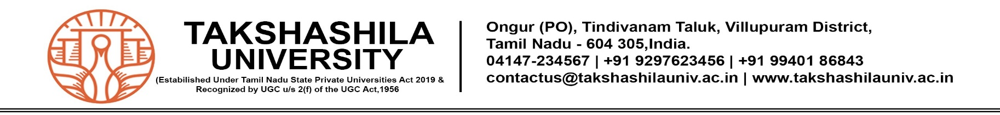 TAKSHASHILA
UNIVERSITY
(Estabilished Under Tamil Nadu State Private Universities Act 2019 &
Recognized by UGC u/s 2(f) of the UGC Act,1956
Ongur (PO), Tindivanam Taluk, Villupuram District,
Tamil Nadu - 604 305,India.
04147-234567 | +91 9297623456 | +91 99401 86843
contactus@takshashilauniv.ac.in | www.takshashilauniv.ac.in